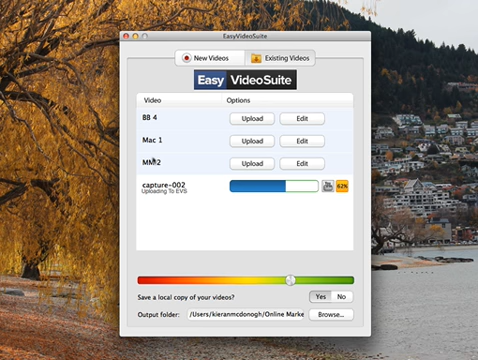 EasyVideoSuite
New Videos
Existing Videos
Easy VideoSuite
Video Options
BB 4 Upload Edit
Mac 1 Upload Edit
MM 2 Upload Edit
capture-002 62%
Uploading To EVS
Save a local copy of your videos? Yes No
Output folder: /Users/kieranmcdonogh/Online Marke Browse...